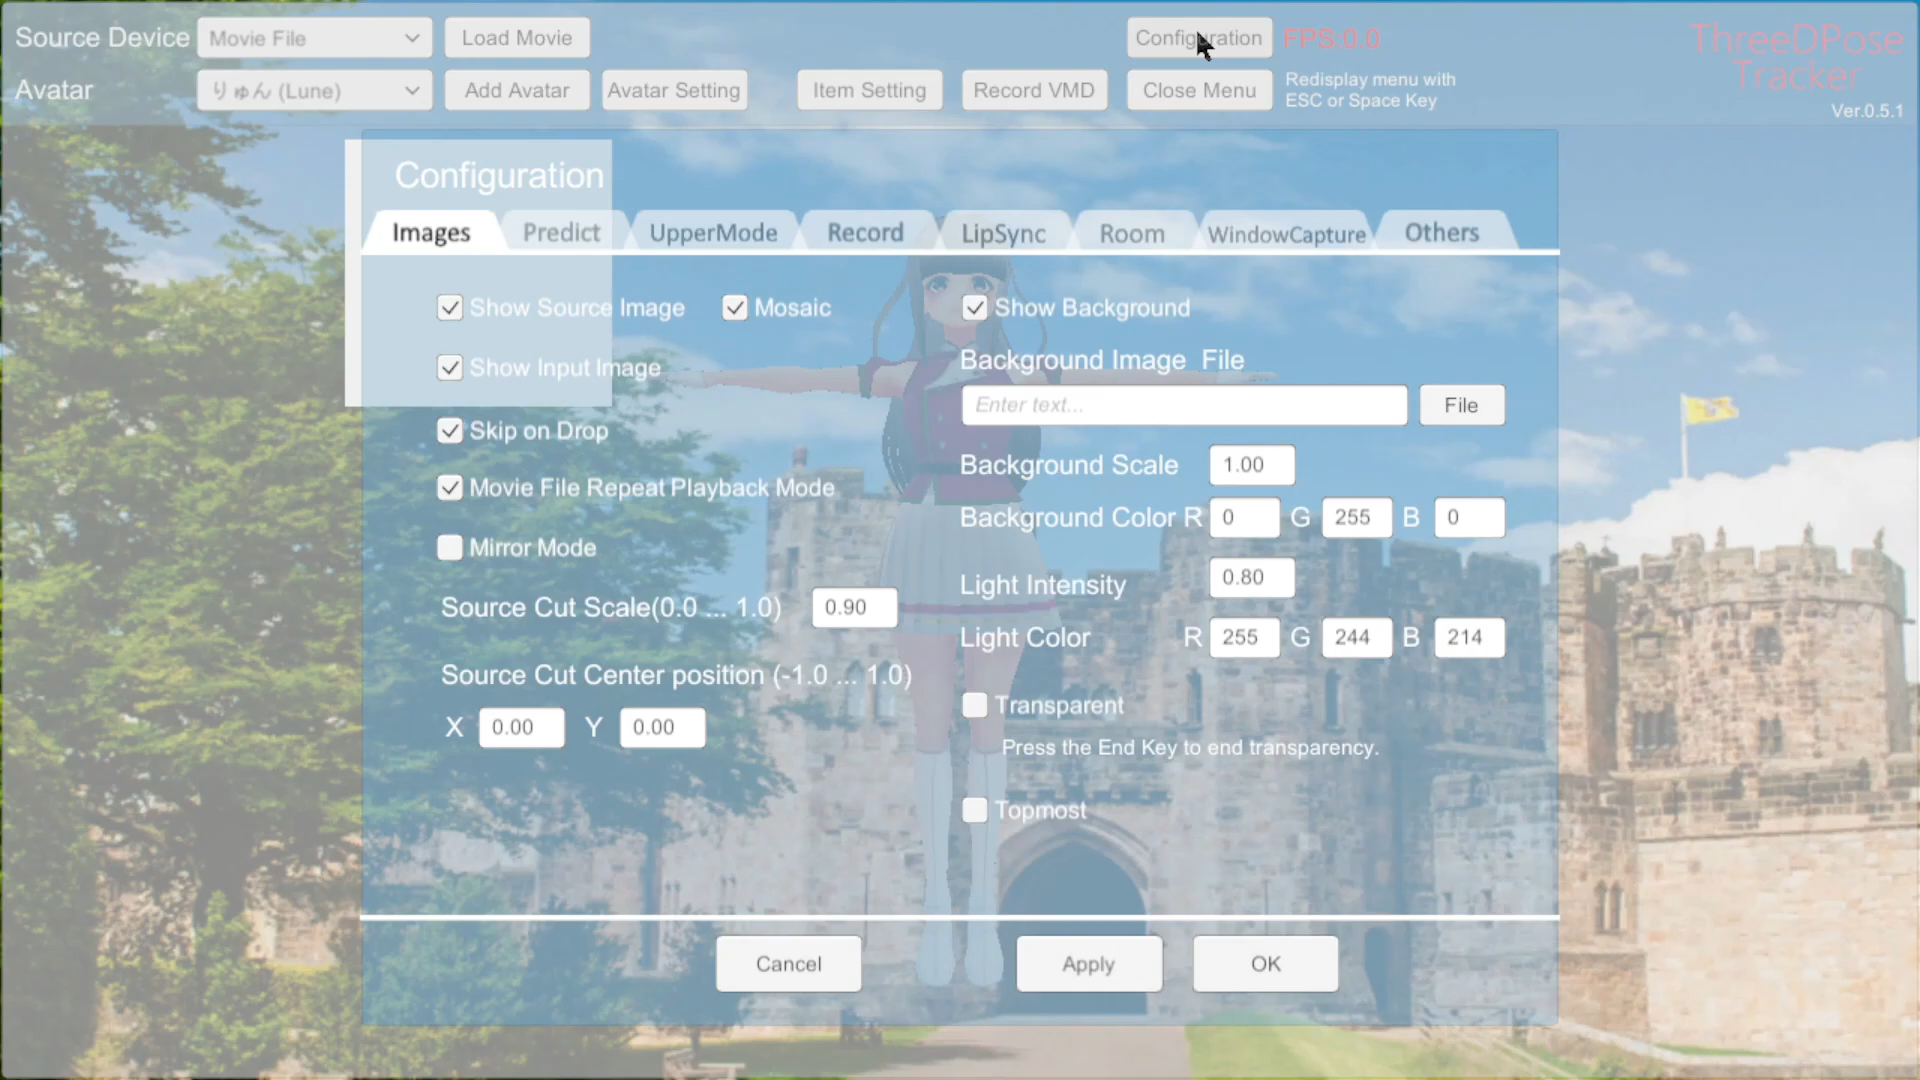 Source Device Movie File Load Movie Configuration FPS:0.0 ThreeDPose
Tracker
Avatar りゅん (Lune) Add Avatar Avatar Setting Item Setting Record VMD Close Menu Redisplay menu with
ESC or Space Key
Ver.0.5.1
Configuration
Images Predict UpperMode Record LipSync Room WindowCapture Others
Show Source Image Mosaic
Show Input Image
Skip on Drop
Movie File Repeat Playback Mode
Mirror Mode
Source Cut Scale(0.0 ... 1.0) 0.90
Source Cut Center position (-1.0 ... 1.0)
X 0.00 Y 0.00
Show Background
Background Image File
Enter text... File
Background Scale 1.00
Background Color R 0 G 255 B 0
Light Intensity 0.80
Light Color R 255 G 244 B 214
Transparent
Press the End Key to end transparency.
Topmost
Cancel Apply OK